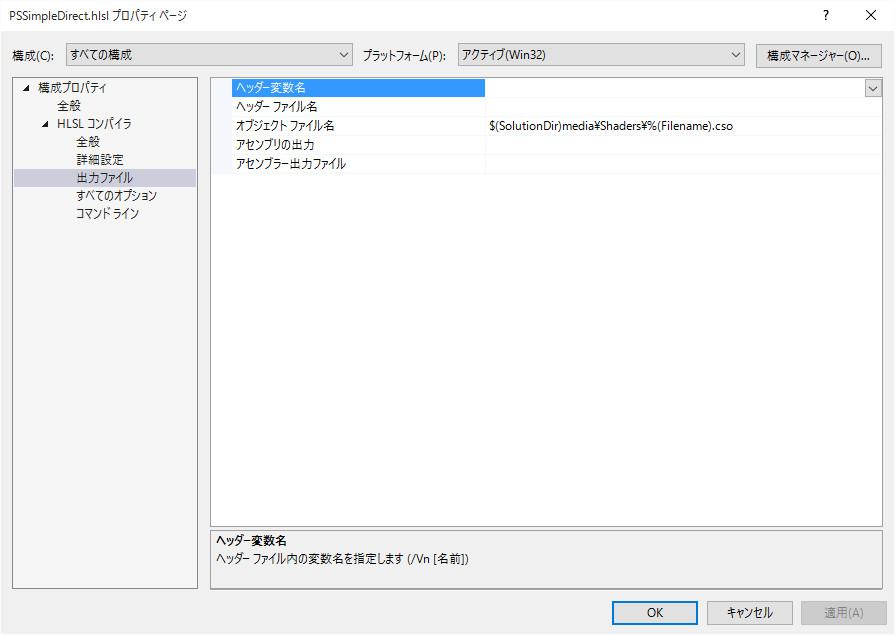 PSSimpleDirect.hlsl プロパティ ページ
?
構成(C):
すべての構成
プラットフォーム(P):
アクティブ(Win32)
構成マネージャー(O)...
構成プロパティ
全般
HLSL コンパイラ
全般
詳細設定
出力ファイル
すべてのオプション
コマンド ライン
ヘッダー変数名
ヘッダー ファイル名
オブジェクト ファイル名 $(SolutionDir)media¥Shaders¥%(Filename).cso
アセンブリの出力
アセンブラー出力ファイル
ヘッダー変数名
ヘッダー ファイル内の変数名を指定します (/Vn [名前])
OK
キャンセル
適用(A)